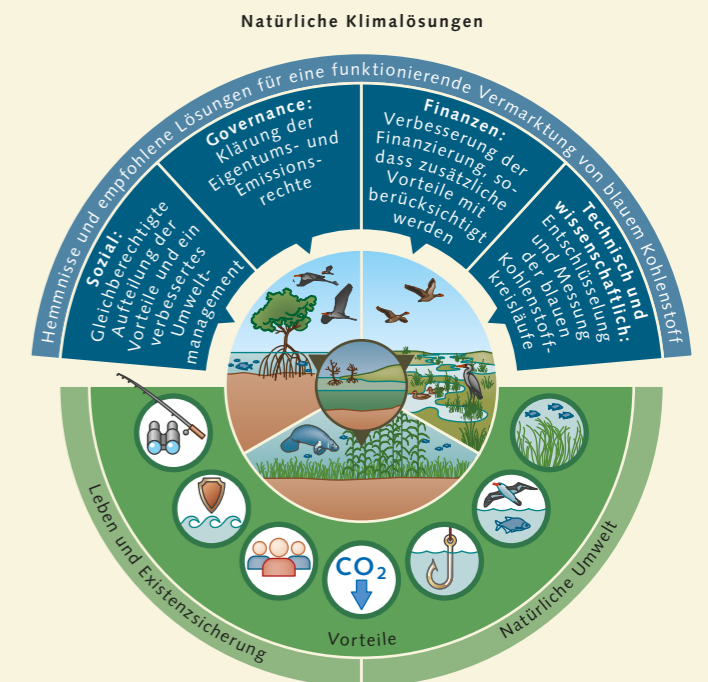 Natürliche Klimalösungen
Hemmnisse und empfohlene Lösungen für eine funktionierende Vermarktung von blauem Kohlenstoff
Sozial:
Gleichberechtigte
Aufteilung der
Vorteile und ein
verbessertes
Umwelt-
management
Governance:
Klärung der
Eigentums- und
Emissions-
rechte
Finanzen:
Verbesserung der
Finanzierung, so-
dass zusätzliche
Vorteile mit
berücksichtigt
werden
Technisch und
wissenschaftlich:
Entschlüsselung
und Messung
der blauen
Kohlenstoff-
kreisläufe
CO₂
Vorteile
Leben und Existenzsicherung
Natürliche Umwelt